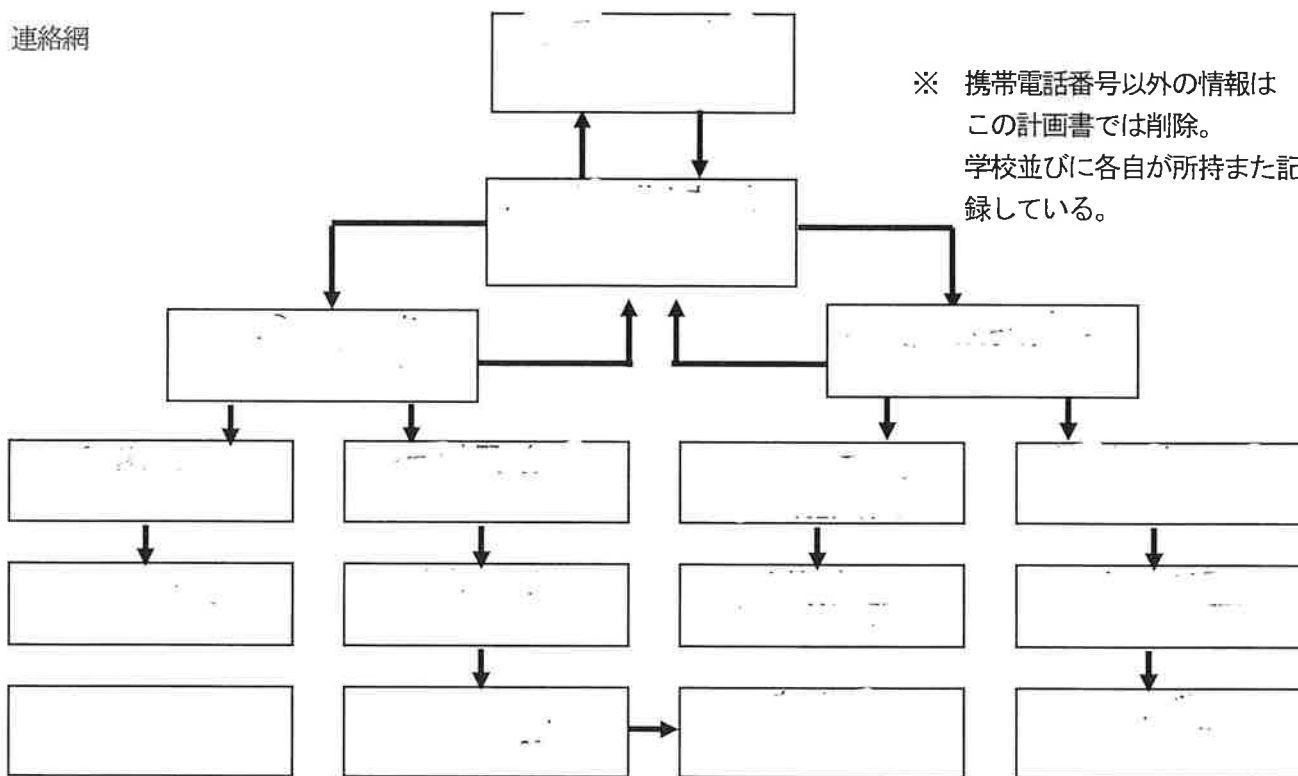 連絡網
※ 携帯電話番号以外の情報は
この計画書では削除。
学校並びに各自が所持また記
録している。